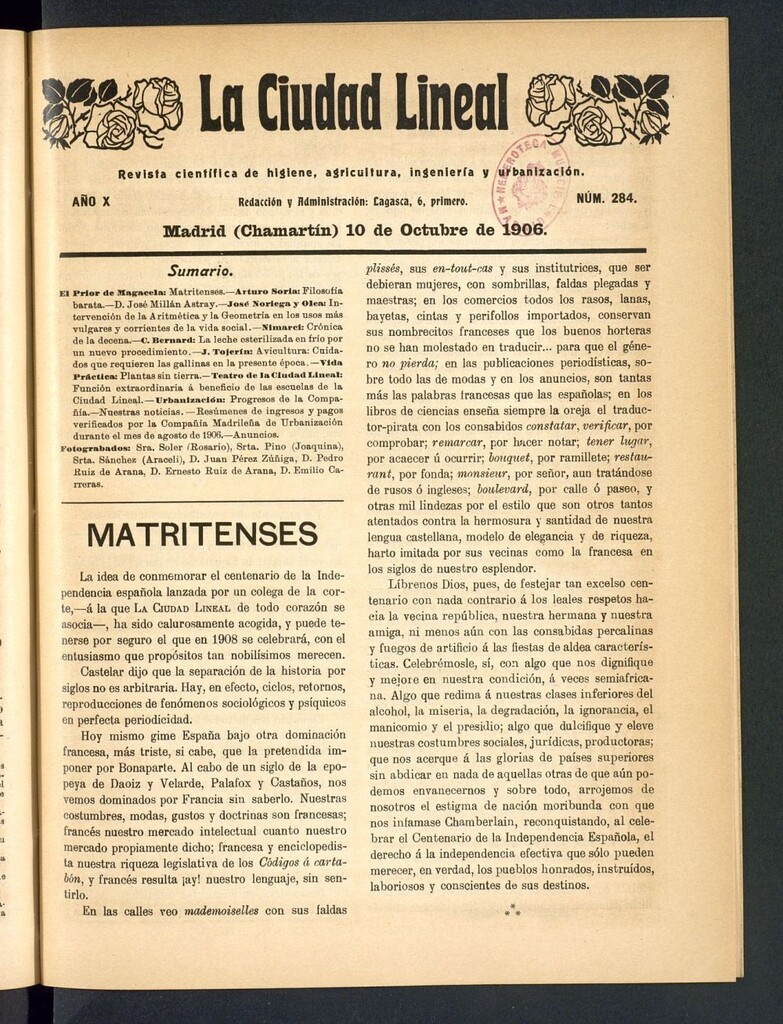 La Ciudad Lineal
Revista científica de higiene, agricultura, ingeniería y urbanización.
AÑO X
Redacción y Administración: Lagasca, 6, primero.
NÚM. 284.
HEMEROTECA MUNICIPAL
Madrid (Chamartín) 10 de Octubre de 1906.
Sumario.
El Prior de Magacela: Matritenses.—Arturo Soria: Filosofía
barata.—D. José Millán Astray.—José Noriega y Olea: In-
tervención de la Aritmética y la Geometría en los usos más
vulgares y corrientes de la vida social.—Nimarci: Crónica
de la decena.—C. Bernard: La leche esterilizada en frío por
un nuevo procedimiento.—J. Tojerín: Avicultura: Cuida-
dos que requieren las gallinas en la presente época.—Vida
Práctica: Plantas sin tierra.—Teatro de la Ciudad Lineal:
Función extraordinaria á beneficio de las escuelas de la
Ciudad Lineal.—Urbanización: Progresos de la Compa-
ñía.—Nuestras noticias.—Resúmenes de ingresos y pagos
verificados por la Compañía Madrileña de Urbanización
durante el mes de agosto de 1906.—Anuncios.
Fotograbados: Sra. Soler (Rosario), Srta. Pino (Joaquina),
Srta. Sánchez (Araceli), D. Juan Pérez Zúñiga, D. Pedro
Ruiz de Arana, D. Ernesto Ruiz de Arana, D. Emilio Ca-
rreras.
MATRITENSES
La idea de conmemorar el centenario de la Inde-
pendencia española lanzada por un colega de la cor-
te,—á la que LA CIUDAD LINEAL de todo corazón se
asocia—, ha sido calurosamente acogida, y puede te-
nerse por seguro el que en 1908 se celebrará, con el
entusiasmo que propósitos tan nobilísimos merecen.
Castelar dijo que la separación de la historia por
siglos no es arbitraria. Hay, en efecto, ciclos, retornos,
reproducciones de fenómenos sociológicos y psíquicos
en perfecta periodicidad.
Hoy mismo gime España bajo otra dominación
francesa, más triste, si cabe, que la pretendida im-
poner por Bonaparte. Al cabo de un siglo de la epo-
peya de Daoiz y Velarde, Palafox y Castaños, nos
vemos dominados por Francia sin saberlo. Nuestras
costumbres, modas, gustos y doctrinas son francesas;
francés nuestro mercado intelectual cuanto nuestro
mercado propiamente dicho; francesa y enciclopedis-
ta nuestra riqueza legislativa de los Códigos á carta-
bón, y francés resulta ¡ay! nuestro lenguaje, sin sen-
tirlo.
En las calles veo mademoiselles con sus faldas
plissés, sus en-tout-cas y sus institutrices, que ser
debieran mujeres, con sombrillas, faldas plegadas y
maestras; en los comercios todos los rasos, lanas,
bayetas, cintas y perifollos importados, conservan
sus nombrecitos franceses que los buenos horteras
no se han molestado en traducir... para que el géne-
ro no pierda; en las publicaciones periodísticas, so-
bre todo las de modas y en los anuncios, son tantas
más las palabras francesas que las españolas; en los
libros de ciencias enseña siempre la oreja el traduc-
tor-pirata con los consabidos constatar, verificar, por
comprobar; remarcar, por hacer notar; tener lugar,
por acaecer ú ocurrir; bouquet, por ramillete; restau-
rant, por fonda; monsieur, por señor, aun tratándose
de rusos ó ingleses; boulevard, por calle ó paseo, y
otras mil lindezas por el estilo que son otros tantos
atentados contra la hermosura y santidad de nuestra
lengua castellana, modelo de elegancia y de riqueza,
harto imitada por sus vecinas como la francesa en
los siglos de nuestro esplendor.
Líbrenos Dios, pues, de festejar tan excelso cen-
tenario con nada contrario á los leales respetos ha-
cia la vecina república, nuestra hermana y nuestra
amiga, ni menos aún con las consabidas percalinas
y fuegos de artificio á las fiestas de aldea caracterís-
ticas. Celebrémosle, sí, con algo que nos dignifique
y mejore en nuestra condición, á veces semiafrica-
na. Algo que redima á nuestras clases inferiores del
alcohol, la miseria, la degradación, la ignorancia, el
manicomio y el presidio; algo que dulcifique y eleve
nuestras costumbres sociales, jurídicas, productoras;
que nos acerque á las glorias de países superiores
sin abdicar en nada de aquellas otras de que aún po-
demos envanecernos y sobre todo, arrojemos de
nosotros el estigma de nación moribunda con que
nos infamase Chamberlain, reconquistando, al cele-
brar el Centenario de la Independencia Española, el
derecho á la independencia efectiva que sólo pueden
merecer, en verdad, los pueblos honrados, instruídos,
laboriosos y conscientes de sus destinos.
⁂